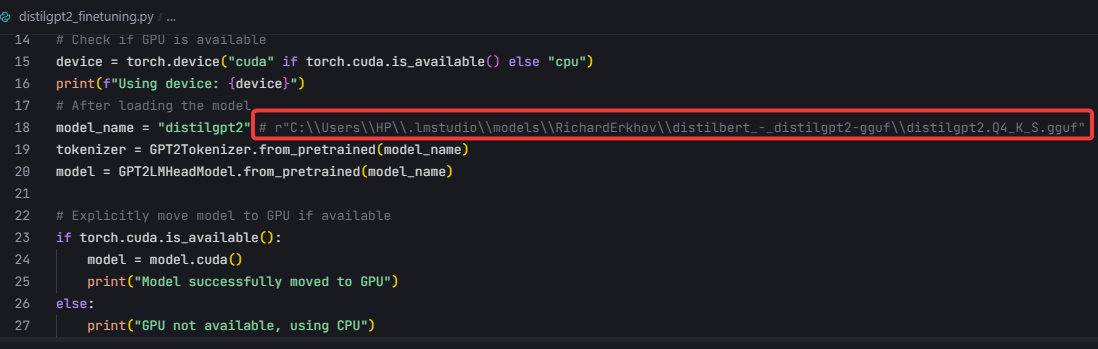 distilgpt2_finetuning.py / ...
14 # Check if GPU is available
15 device = torch.device("cuda" if torch.cuda.is_available() else "cpu")
16 print(f"Using device: {device}")
17 # After loading the model
18 model_name = "distilgpt2" # r"C:\\Users\\HP\\.lmstudio\\models\\RichardErkhov\\distilbert_-_distilgpt2-gguf\\distilgpt2.Q4_K_S.gguf"
19 tokenizer = GPT2Tokenizer.from_pretrained(model_name)
20 model = GPT2LMHeadModel.from_pretrained(model_name)
21
22 # Explicitly move model to GPU if available
23 if torch.cuda.is_available():
24     model = model.cuda()
25     print("Model successfully moved to GPU")
26 else:
27     print("GPU not available, using CPU")